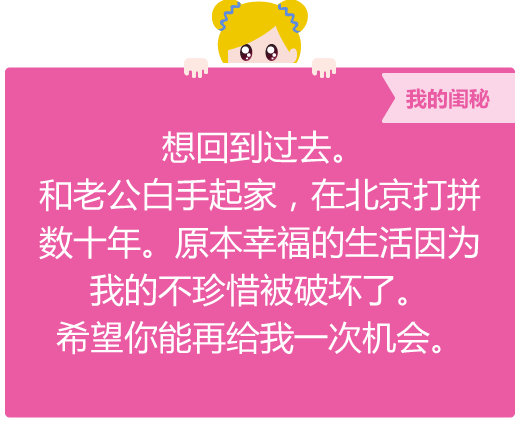 我的闺秘
想回到过去。
和老公白手起家，在北京打拼
数十年。原本幸福的生活因为
我的不珍惜被破坏了。
希望你能再给我一次机会。